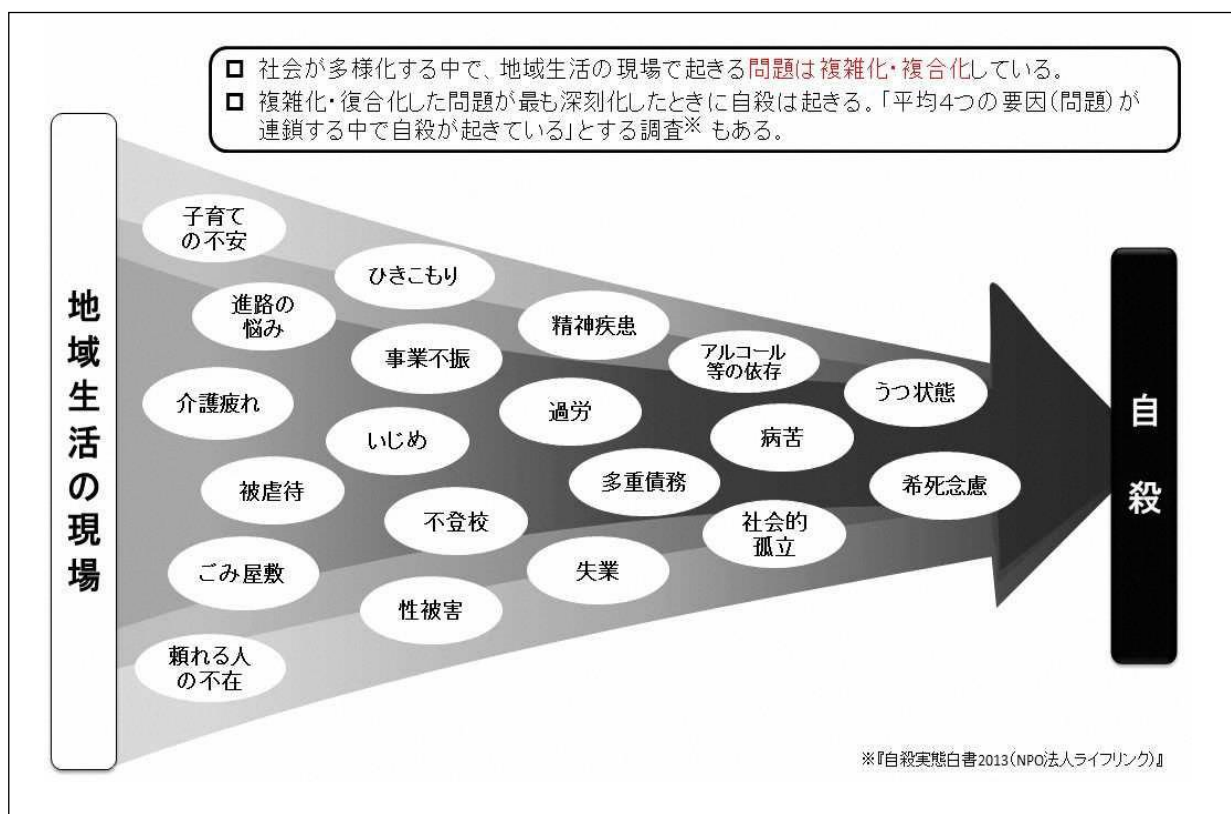 □ 社会が多様化する中で、地域生活の現場で起きる問題は複雑化・複合化している。
□ 複雑化・復合化した問題が最も深刻化したときに自殺は起きる。「平均4つの要因(問題)が
連鎖する中で自殺が起きている」とする調査※ もある。
地域生活の現場
子育て
の不安
進路の
悩み
介護疲れ
被虐待
ごみ屋敷
頼れる人
の不在
ひきこもり
事業不振
いじめ
不登校
性被害
精神疾患
過労
多重債務
失業
アルコール
等の依存
病苦
社会的
孤立
うつ状態
希死念慮
自殺
※『自殺実態白書2013(NPO法人ライフリンク)』